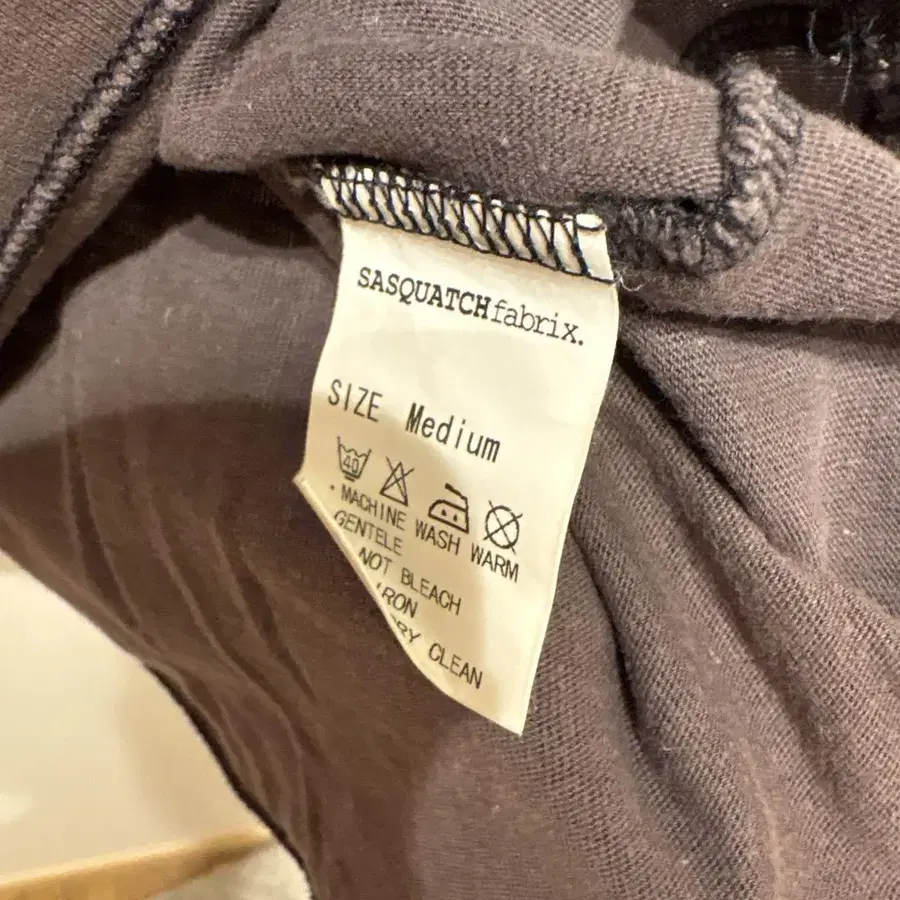 SASQUATCHfabrix.
SIZE Medium
40
• MACHINE WASH WARM
GENTELE
NOT BLEACH
IRON
CLEAN